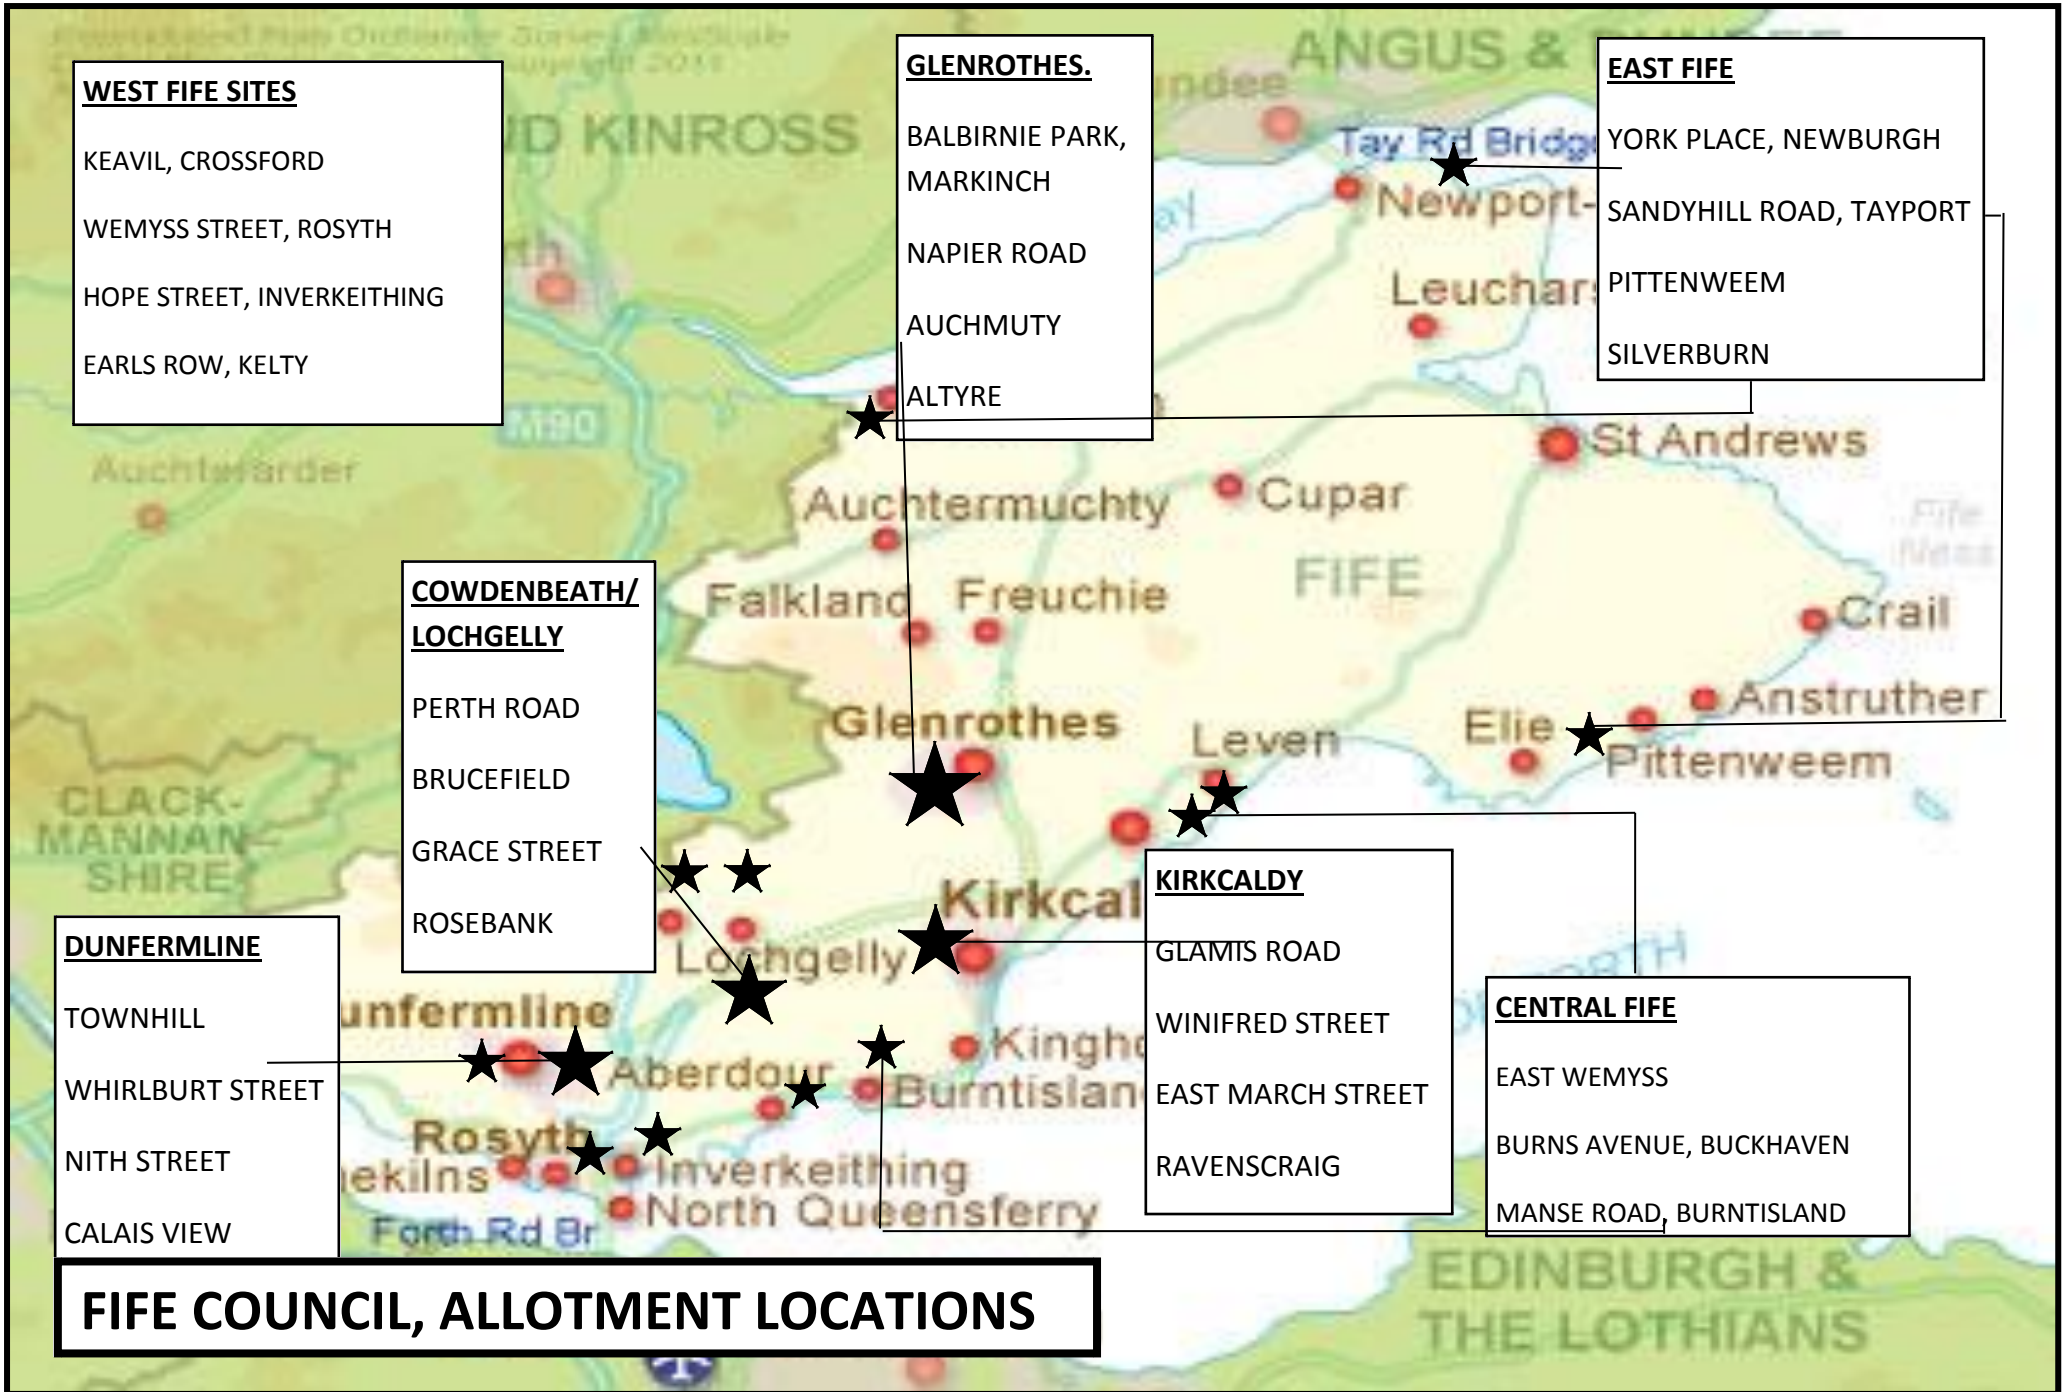 WEST FIFE SITES
KEAVIL, CROSSFORD
WEMYSS STREET, ROSYTH
HOPE STREET, INVERKEITHING
EARLS ROW, KELTY
GLENROTHES.
BALBIRNIE PARK,
MARKINCH
NAPIER ROAD
AUCHMUTY
ALTYRE
EAST FIFE
YORK PLACE, NEWBURGH
SANDYHILL ROAD, TAYPORT
PITTENWEEM
SILVERBURN
COWDENBEATH/
LOCHGELLY
PERTH ROAD
BRUCEFIELD
GRACE STREET
ROSEBANK
DUNFERMLINE
TOWNHILL
WHIRLBURT STREET
NITH STREET
CALAIS VIEW
KIRKCALDY
GLAMIS ROAD
WINIFRED STREET
EAST MARCH STREET
RAVENSCRAIG
CENTRAL FIFE
EAST WEMYSS
BURNS AVENUE, BUCKHAVEN
MANSE ROAD, BURNTISLAND
FIFE COUNCIL, ALLOTMENT LOCATIONS
ANGUS &
KINROSS
Tay Rd Bridge
Newport-
Leuchars
St Andrews
M90
Auchterarder
Auchtermuchty
Cupar
FIFE
Fife
Ness
Falkland
Freuchie
Crail
Glenrothes
Leven
Elie
Anstruther
Pittenweem
CLACK-
MANNAN-
SHIRE
Kirkcal
Lochgelly
unfermline
Aberdour
Kingho
Burntislan
Rosyth
ekilns
Inverkeithing
North Queensferry
Forth Rd Br
EDINBURGH &
THE LOTHIANS